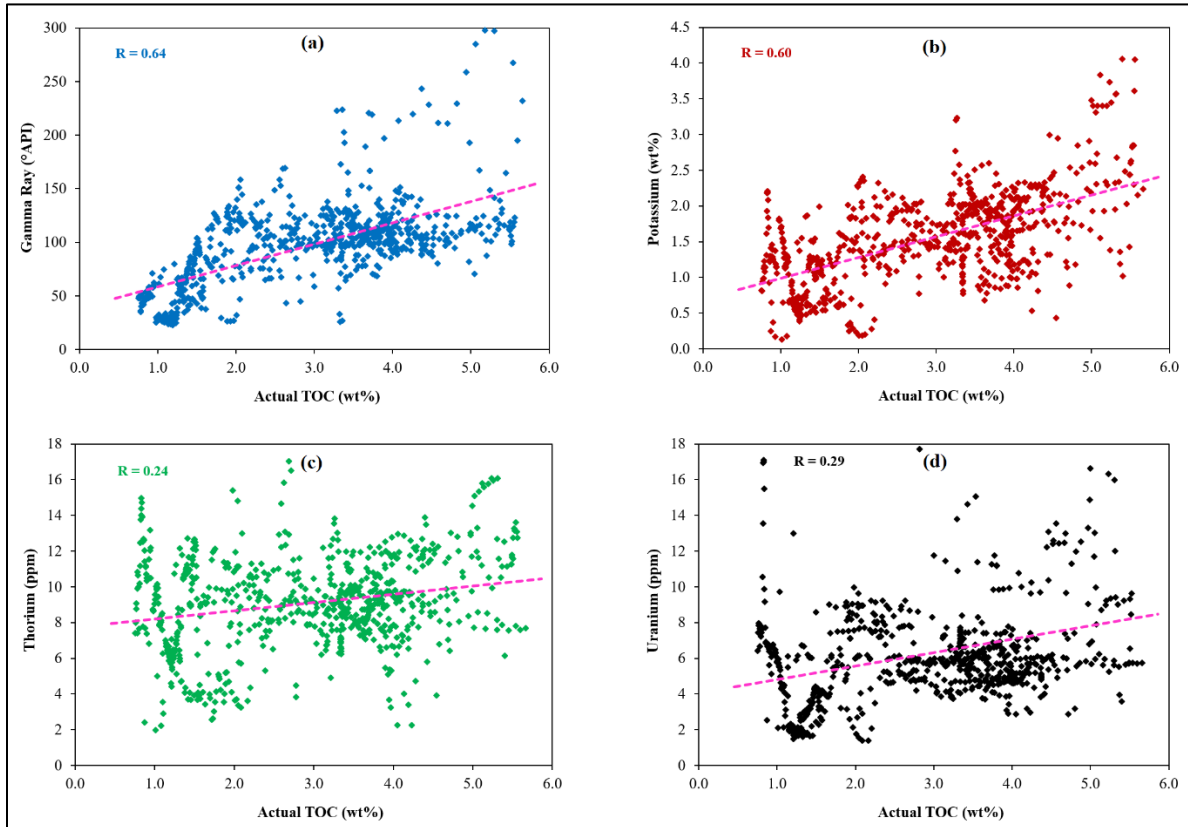 (a)
R = 0.64
Gamma Ray (°API)
300
250
200
150
100
50
0
0.0 1.0 2.0 3.0 4.0 5.0 6.0
Actual TOC (wt%)
(b)
R = 0.60
Potassium (wt%)
4.5
4.0
3.5
3.0
2.5
2.0
1.5
1.0
0.5
0.0
0.0 1.0 2.0 3.0 4.0 5.0 6.0
Actual TOC (wt%)
(c)
R = 0.24
Thorium (ppm)
18
16
14
12
10
8
6
4
2
0
0.0 1.0 2.0 3.0 4.0 5.0 6.0
Actual TOC (wt%)
(d)
R = 0.29
Uranium (ppm)
18
16
14
12
10
8
6
4
2
0
0.0 1.0 2.0 3.0 4.0 5.0 6.0
Actual TOC (wt%)